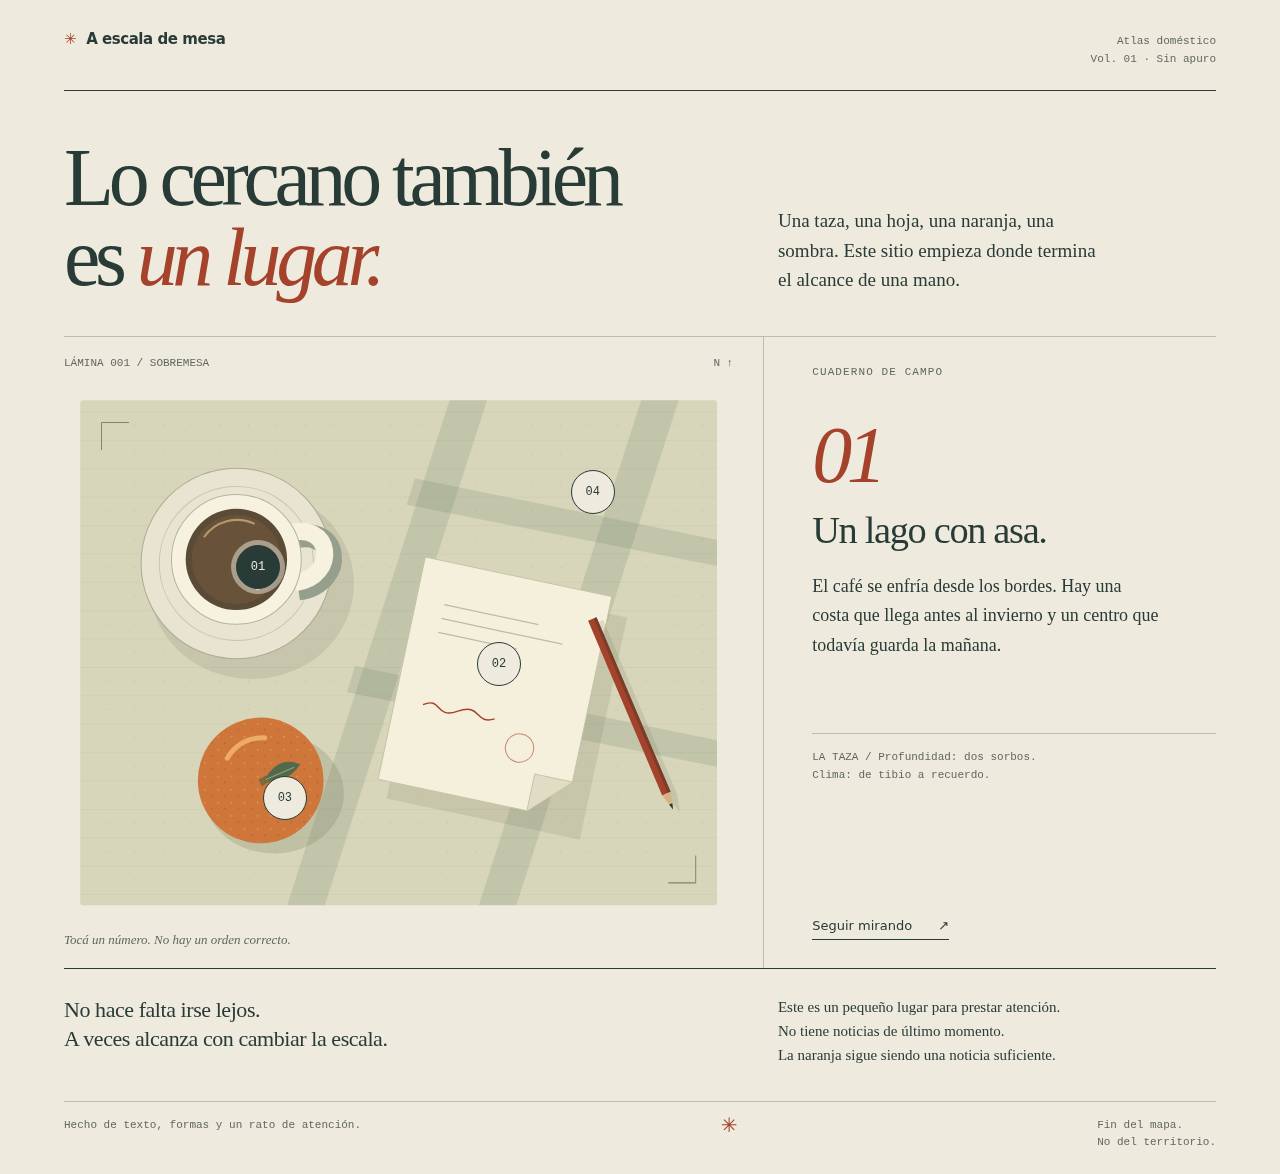 ✳ A escala de mesa
Atlas doméstico
Vol. 01 · Sin apuro
Lo cercano también
es un lugar.
Una taza, una hoja, una naranja, una
sombra. Este sitio empieza donde termina
el alcance de una mano.
LÁMINA 001 / SOBREMESA
N ↑
01
02
03
04
Tocá un número. No hay un orden correcto.
CUADERNO DE CAMPO
01
Un lago con asa.
El café se enfría desde los bordes. Hay una
costa que llega antes al invierno y un centro que
todavía guarda la mañana.
LA TAZA / Profundidad: dos sorbos.
Clima: de tibio a recuerdo.
Seguir mirando ↗
No hace falta irse lejos.
A veces alcanza con cambiar la escala.
Este es un pequeño lugar para prestar atención.
No tiene noticias de último momento.
La naranja sigue siendo una noticia suficiente.
Hecho de texto, formas y un rato de atención.
✳
Fin del mapa.
No del territorio.